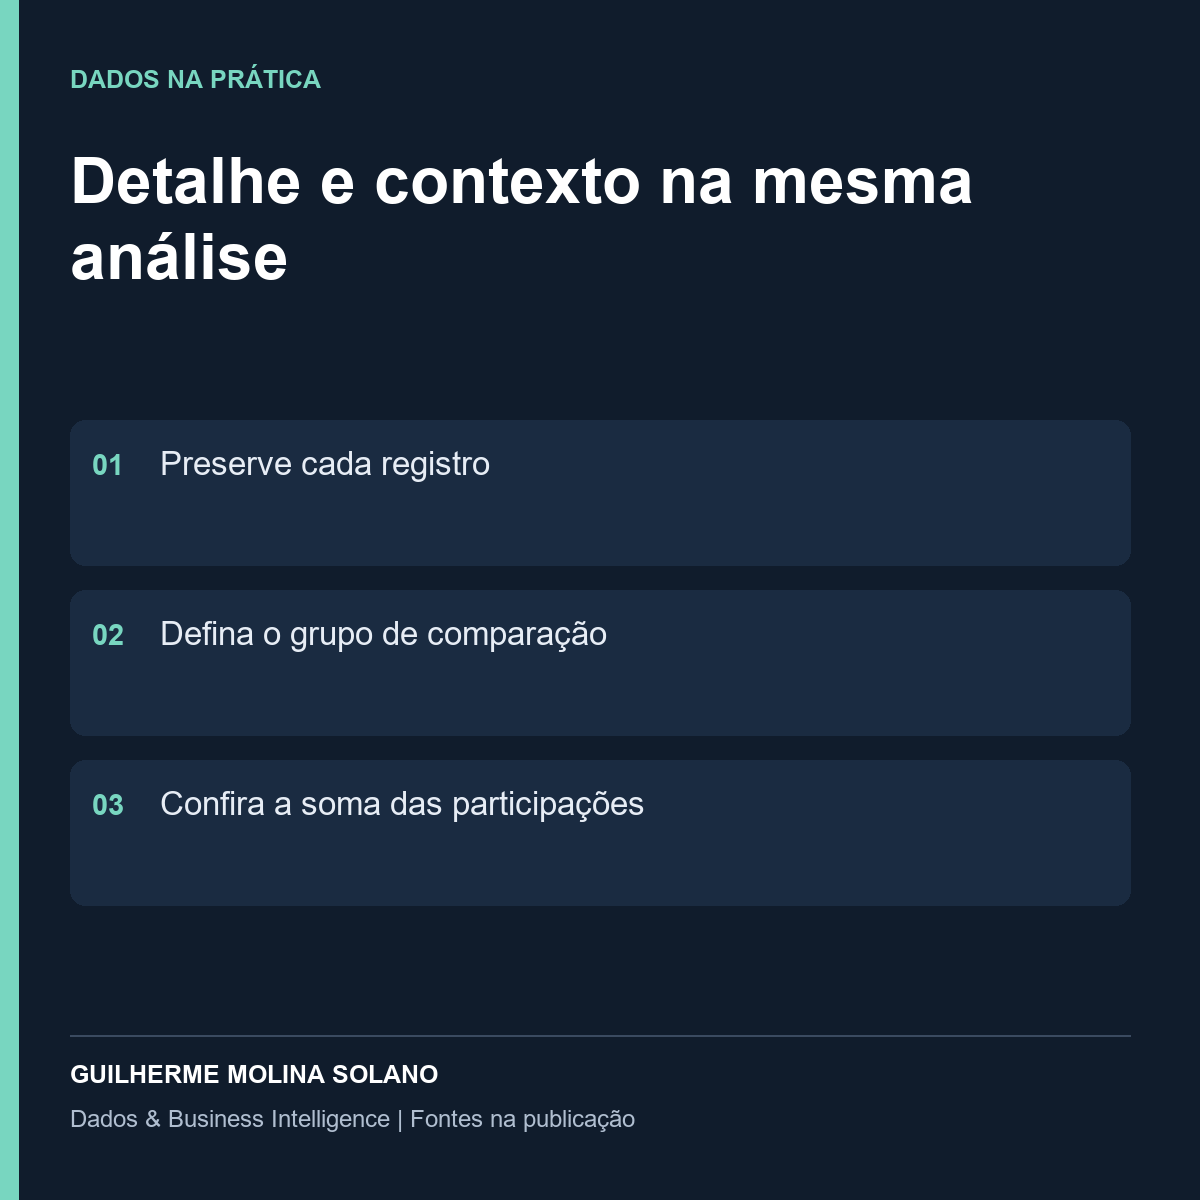 DADOS NA PRÁTICA
Detalhe e contexto na mesma
análise
01 Preserve cada registro
02 Defina o grupo de comparação
03 Confira a soma das participações
GUILHERME MOLINA SOLANO
Dados & Business Intelligence | Fontes na publicação